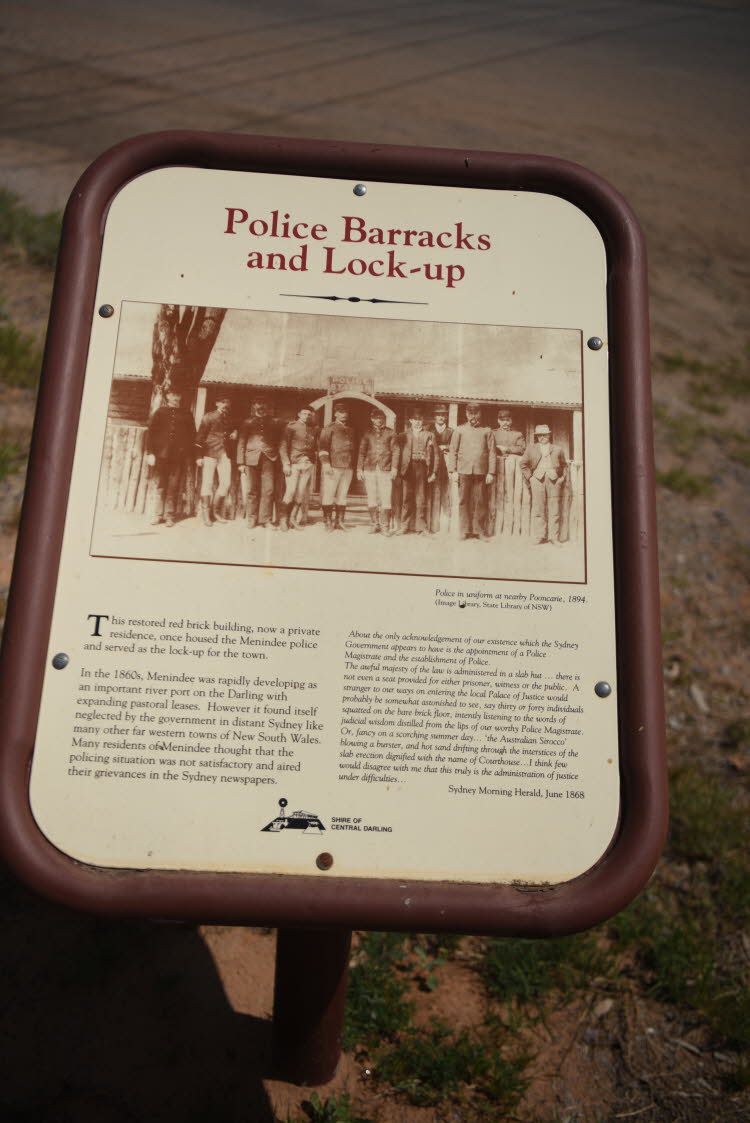 Police Barracks
and Lock-up
POLICE
Police in uniform at nearby Pooncarie, 1894.
(Image Library, State Library of NSW)
This restored red brick building, now a private
residence, once housed the Menindee police
and served as the lock-up for the town.
In the 1860s, Menindee was rapidly developing as
an important river port on the Darling with
expanding pastoral leases. However it found itself
neglected by the government in distant Sydney like
many other far western towns of New South Wales.
Many residents of Menindee thought that the
policing situation was not satisfactory and aired
their grievances in the Sydney newspapers.
About the only acknowledgement of our existence which the Sydney
Government appears to have is the appointment of a Police
Magistrate and the establishment of Police.
The awful majesty of the law is administered in a slab hut ... there is
not even a seat provided for either prisoner, witness or the public. A
stranger to our ways on entering the local Palace of Justice would
probably be somewhat astonished to see, say thirty or forty individuals
squatted on the bare brick floor, intently listening to the words of
judicial wisdom distilled from the lips of our worthy Police Magistrate.
Or, fancy on a scorching summer day... 'the Australian Sirocco'
blowing a burster, and hot sand drifting through the interstices of the
slab erection dignified with the name of Courthouse...I think few
would disagree with me that this truly is the administration of justice
under difficulties...
Sydney Morning Herald, June 1868
SHIRE OF
CENTRAL DARLING